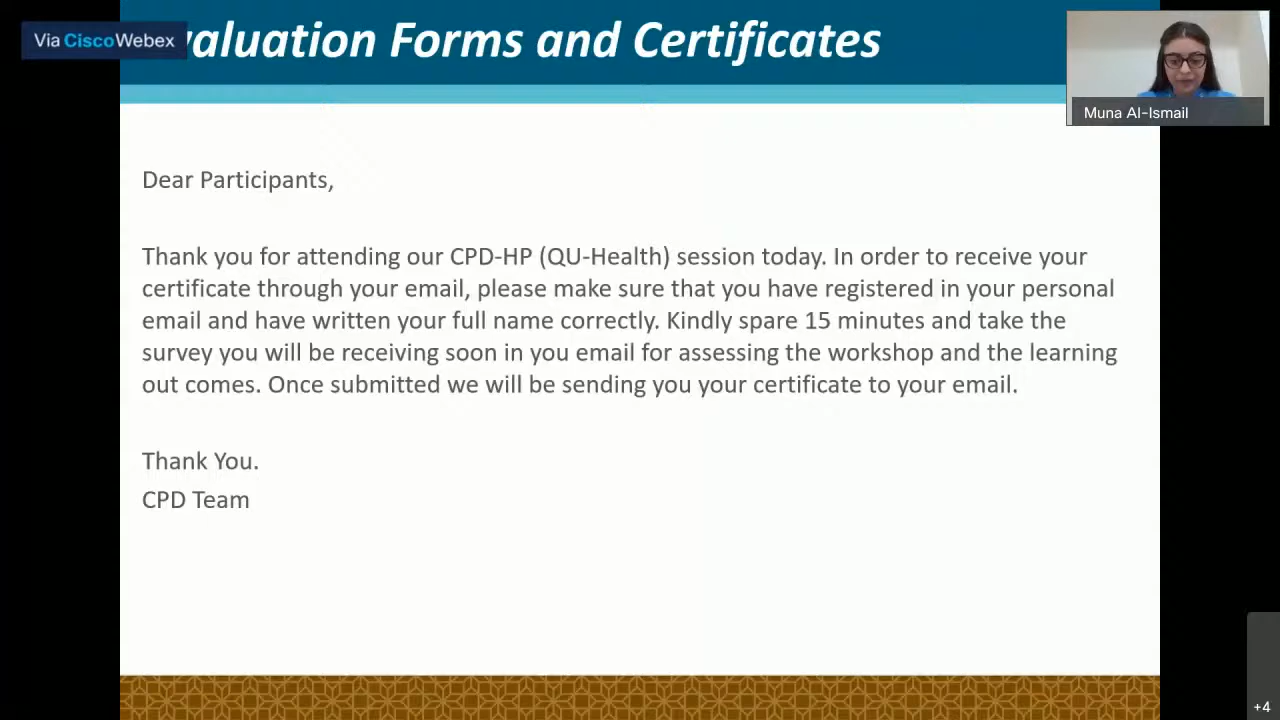 Via Cisco Webex
valuation Forms and Certificates
Muna Al-Ismail
Dear Participants,
Thank you for attending our CPD-HP (QU-Health) session today. In order to receive your
certificate through your email, please make sure that you have registered in your personal
email and have written your full name correctly. Kindly spare 15 minutes and take the
survey you will be receiving soon in you email for assessing the workshop and the learning
out comes. Once submitted we will be sending you your certificate to your email.
Thank You.
CPD Team
+4